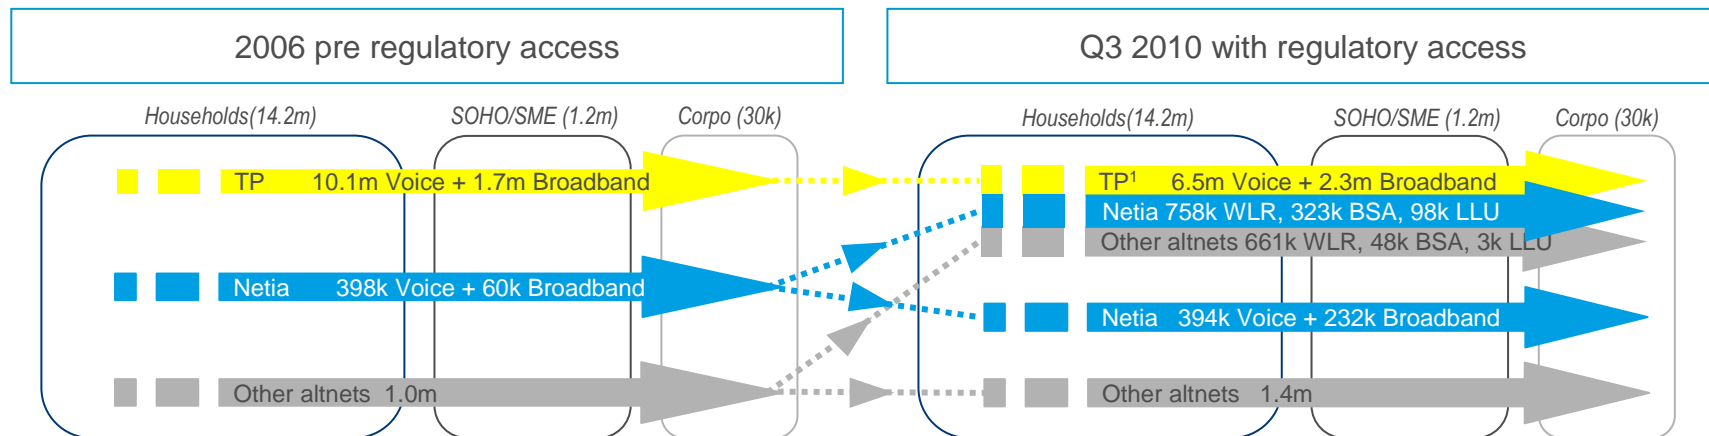 2006 pre regulatory access
Q3 2010 with regulatory access
Households(14.2m)
SOHO/SME (1.2m)
Corpo (30k)
Households(14.2m)
SOHO/SME (1.2m)
Corpo (30k)
TP 10.1m Voice + 1.7m Broadband
Netia 398k Voice + 60k Broadband
Other altnets 1.0m
TP¹ 6.5m Voice + 2.3m Broadband
Netia 758k WLR, 323k BSA, 98k LLU
Other altnets 661k WLR, 48k BSA, 3k LLU
Netia 394k Voice + 232k Broadband
Other altnets 1.4m